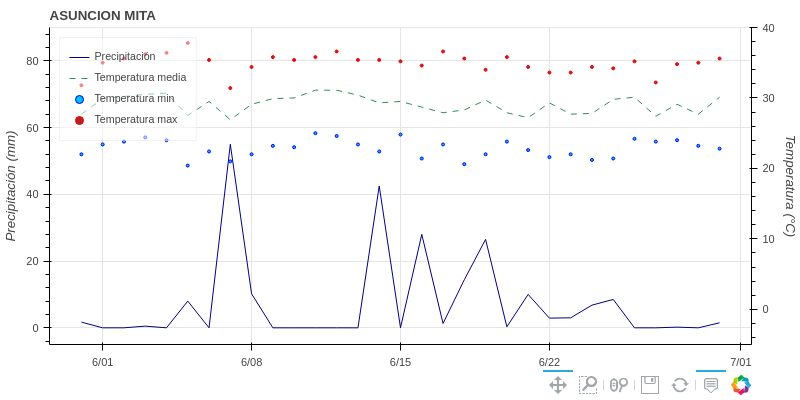 ASUNCION MITA
Precipitación
Temperatura media
Temperatura min
Temperatura max
Precipitación (mm)
80
60
40
20
0
Temperatura (°C)
40
30
20
10
0
6/01
6/08
6/15
6/22
7/01